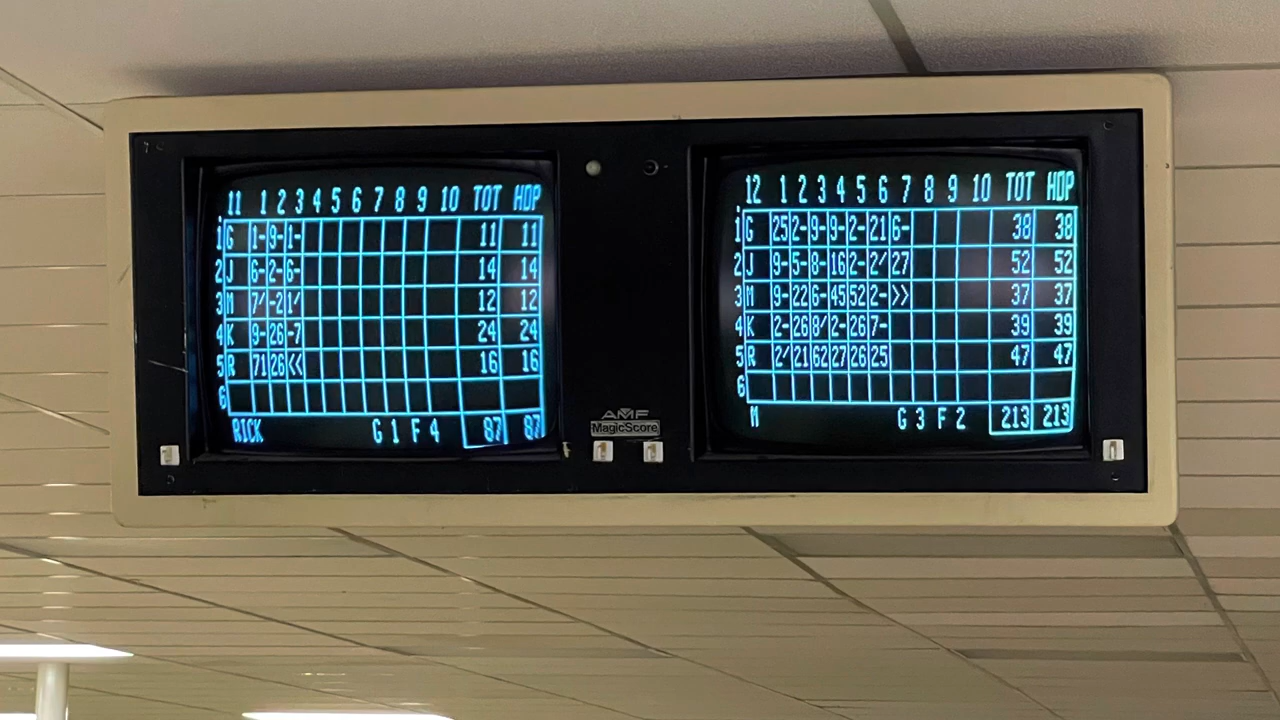 11 1 2 3 4 5 6 7 8 9 10 TOT HDP
1 G 1- 9- 1- 11 11
2 J 6- 2- 6- 14 14
3 M 7/ -2 1/ 12 12
4 K 9- 26 -7 24 24
5 R 71 26 << 16 16
6
RICK G 1 F 4 87 87
AMF
MagicScore
12 1 2 3 4 5 6 7 8 9 10 TOT HDP
1 G 25 2- 9- 9- 2- 21 6- 38 38
2 J 9- 5- 8- 16 2- 2/ 27 52 52
3 M 9- 22 6- 45 52 2- >> 37 37
4 K 2- 26 8/ 2- 26 7- 39 39
5 R 2/ 21 62 27 26 25 47 47
6
M G 3 F 2 213 213